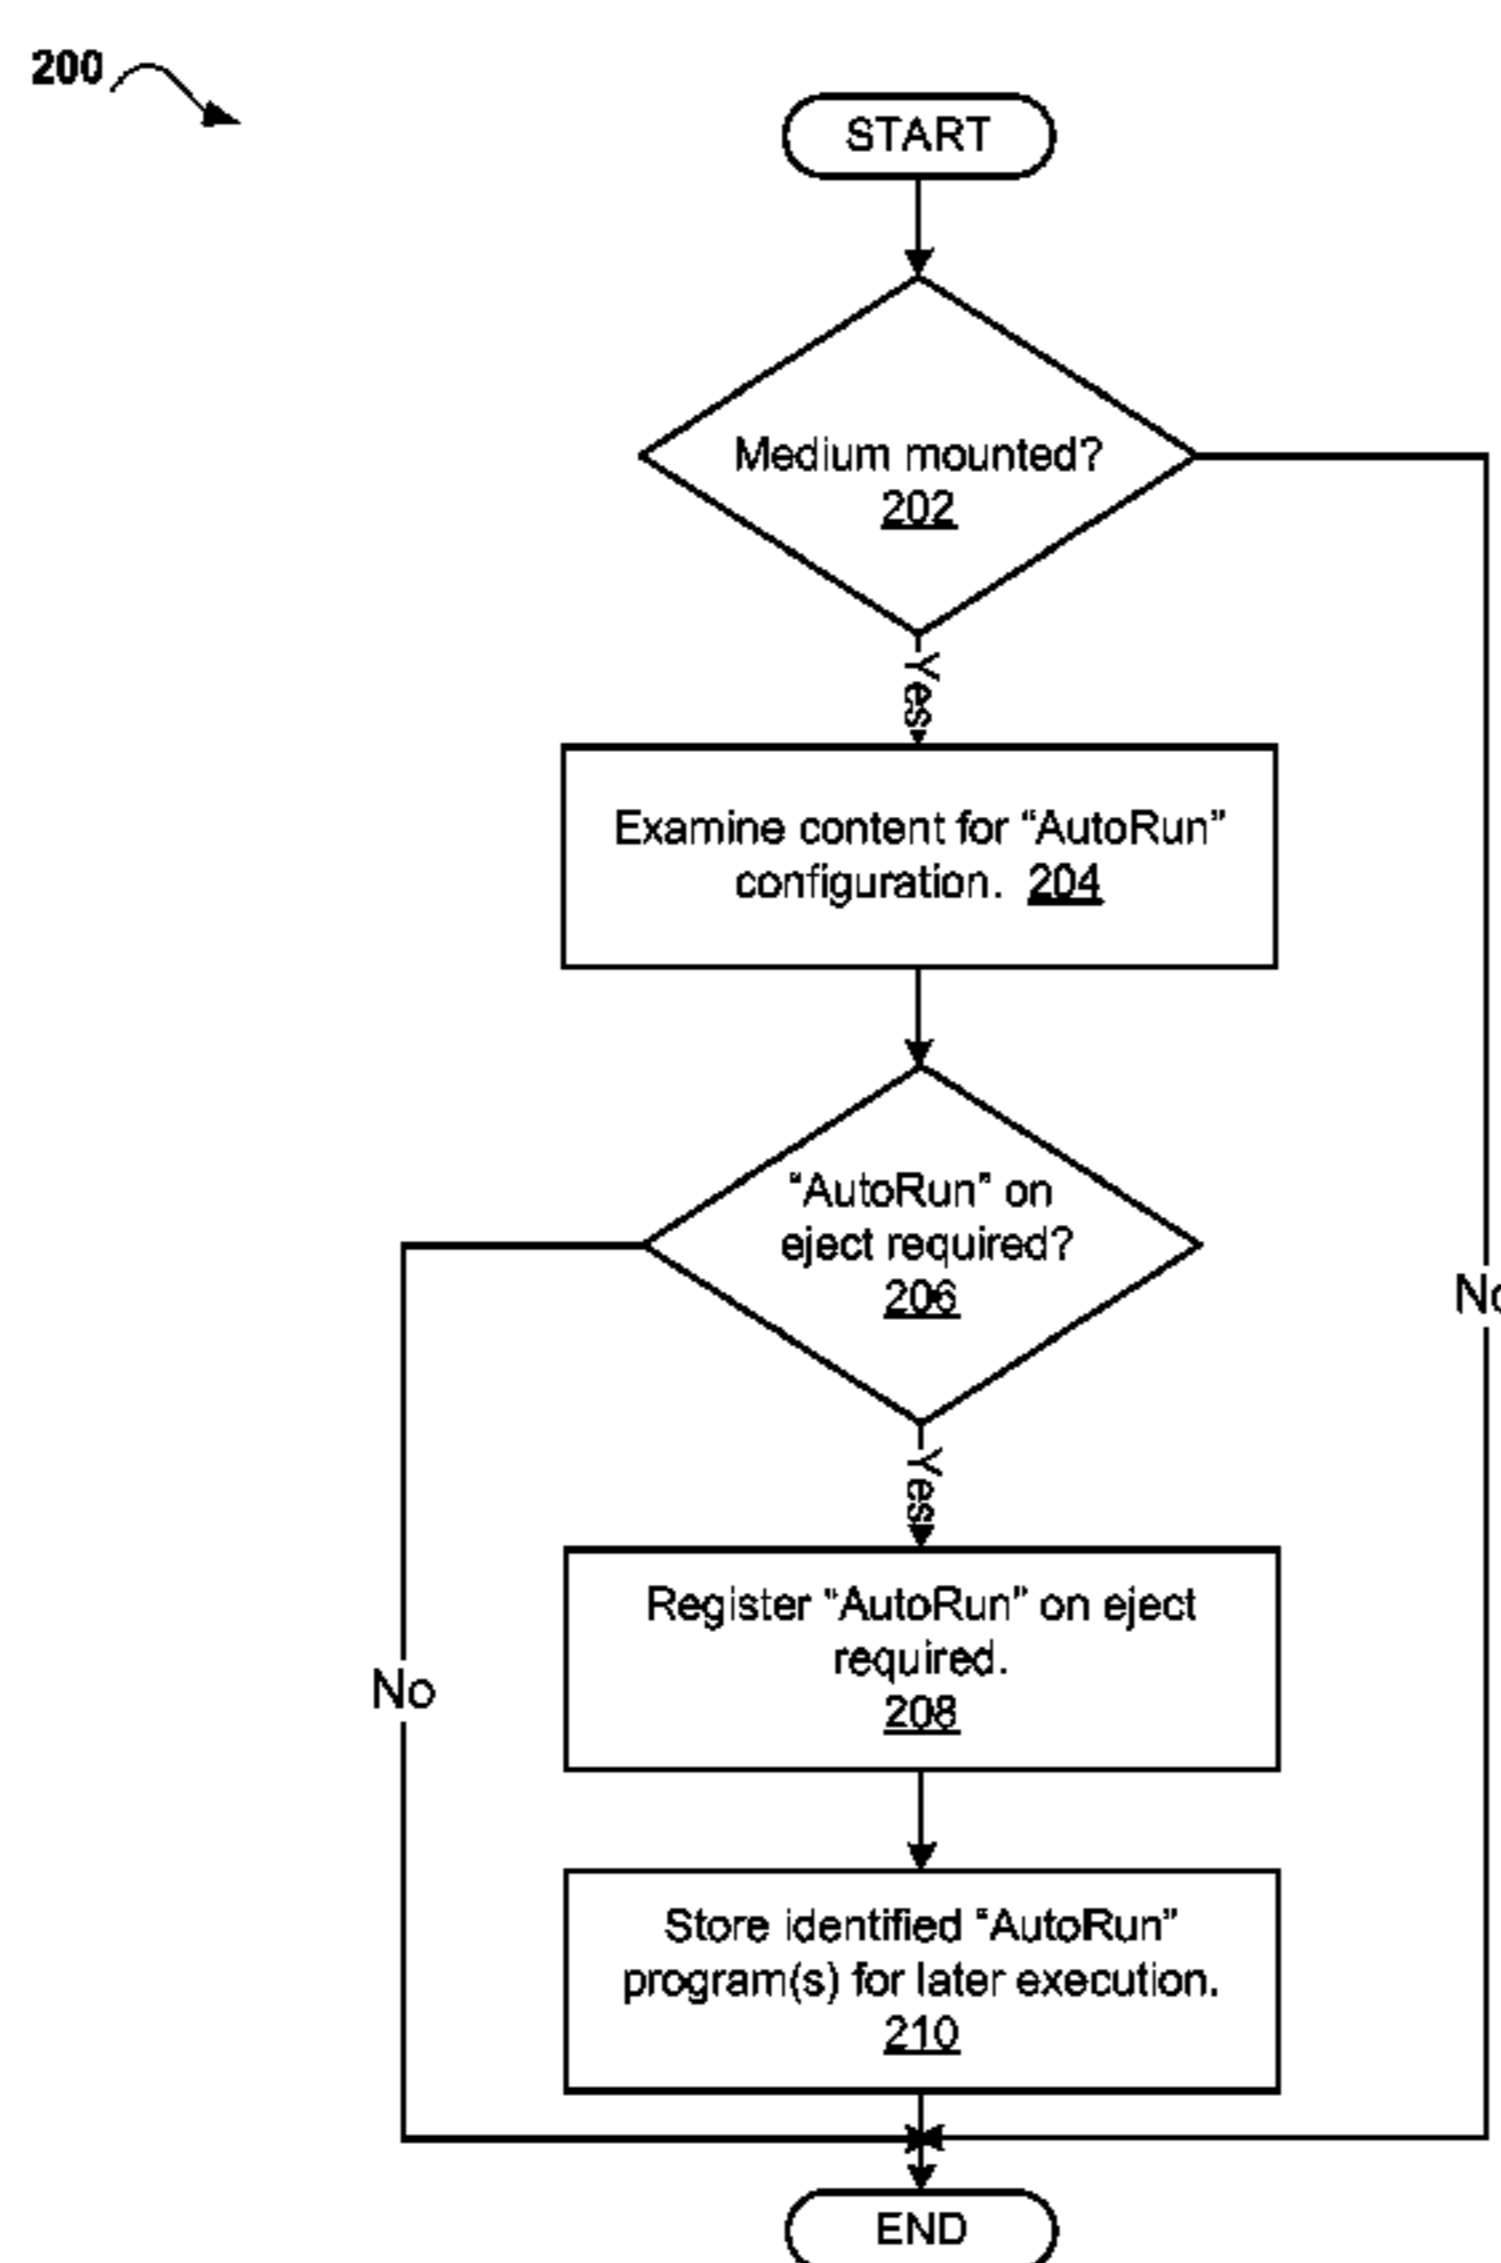 200
START
Medium mounted?
202
Yes
Examine content for “AutoRun”
configuration. 204
“AutoRun” on
eject required?
206
No
Yes
Register “AutoRun” on eject
required.
208
No
Store identified “AutoRun”
program(s) for later execution.
210
END